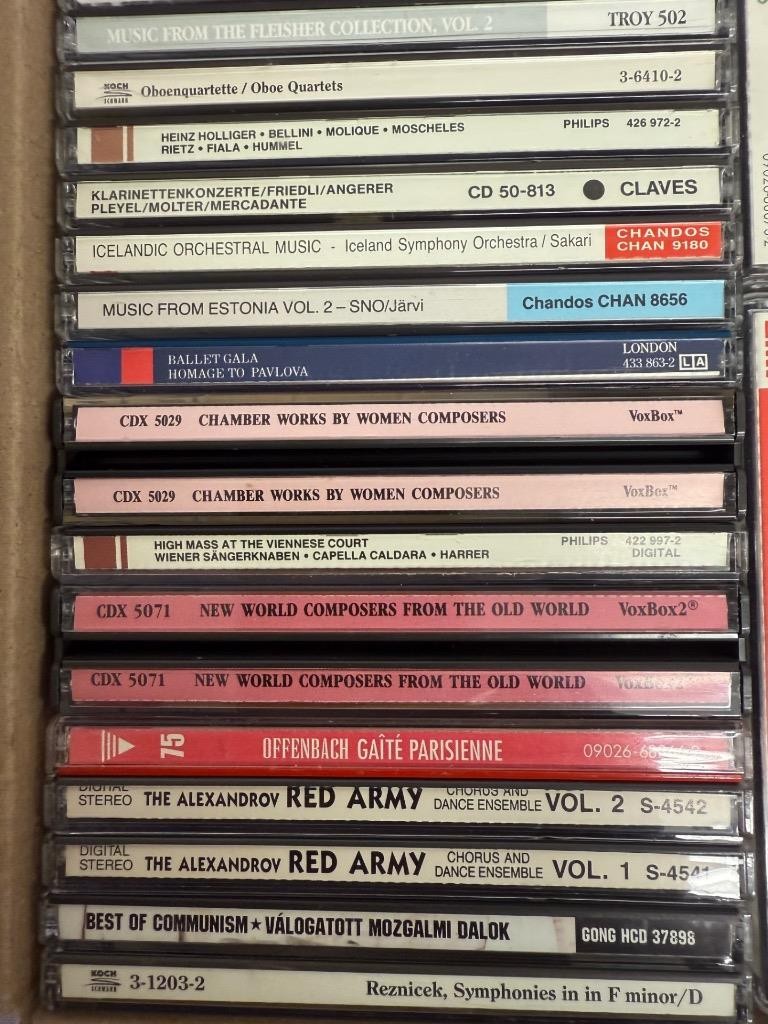 MUSIC FROM THE FLEISHER COLLECTION, VOL. 2 TROY 502
KOCH SCHWANN Oboenquartette / Oboe Quartets 3-6410-2
HEINZ HOLLIGER • BELLINI • MOLIQUE • MOSCHELES PHILIPS 426 972-2
RIETZ • FIALA • HUMMEL
KLARINETTENKONZERTE/FRIEDLI/ANGERER CD 50-813 CLAVES
PLEYEL/MOLTER/MERCADANTE
ICELANDIC ORCHESTRAL MUSIC - Iceland Symphony Orchestra / Sakari CHANDOS
CHAN 9180
MUSIC FROM ESTONIA VOL. 2 – SNO/Järvi Chandos CHAN 8656
BALLET GALA LONDON
HOMAGE TO PAVLOVA 433 863-2 LA
CDX 5029 CHAMBER WORKS BY WOMEN COMPOSERS VoxBox™
CDX 5029 CHAMBER WORKS BY WOMEN COMPOSERS VoxBox™
HIGH MASS AT THE VIENNESE COURT PHILIPS 422 997-2
WIENER SÄNGERKNABEN • CAPELLA CALDARA • HARRER DIGITAL
CDX 5071 NEW WORLD COMPOSERS FROM THE OLD WORLD VoxBox2®
CDX 5071 NEW WORLD COMPOSERS FROM THE OLD WORLD VoxBox2
75 OFFENBACH GAÎTÉ PARISIENNE
DIGITAL STEREO THE ALEXANDROV RED ARMY CHORUS AND DANCE ENSEMBLE VOL. 2 S-4542
DIGITAL STEREO THE ALEXANDROV RED ARMY CHORUS AND DANCE ENSEMBLE VOL. 1 S-4541
BEST OF COMMUNISM ★ VÁLOGATOTT MOZGALMI DALOK GONG HCD 37898
KOCH SCHWANN 3-1203-2 Reznicek, Symphonies in in F minor/D